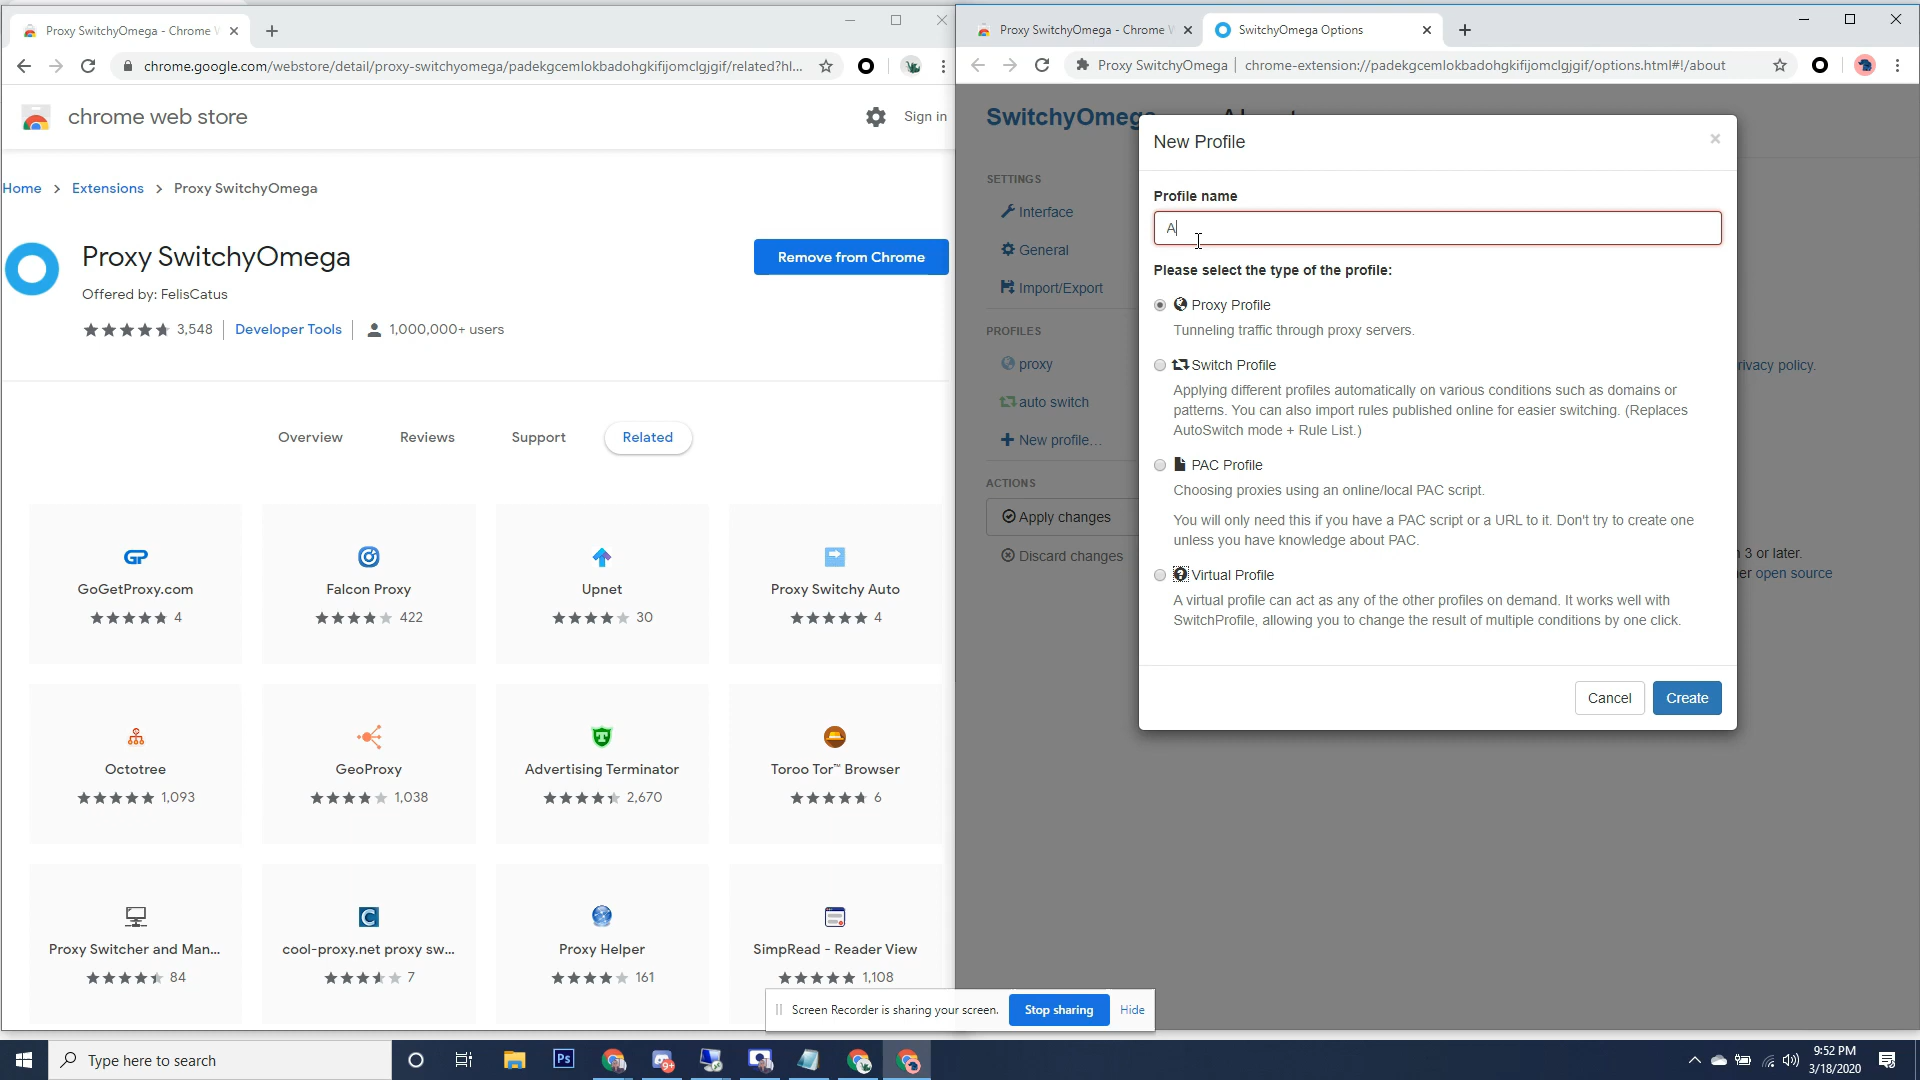 Proxy SwitchyOmega - Chrome W
chrome.google.com/webstore/detail/proxy-switchyomega/padekgcemlokbadohgkifijomclgjgif/related?hl...
chrome web store
Sign in
Home > Extensions > Proxy SwitchyOmega
Proxy SwitchyOmega
Offered by: FelisCatus
3,548
Developer Tools
1,000,000+ users
Remove from Chrome
Overview
Reviews
Support
Related
GP
GoGetProxy.com
4
Falcon Proxy
422
Upnet
30
Proxy Switchy Auto
4
Octotree
1,093
GeoProxy
1,038
Advertising Terminator
2,670
Toroo Tor™ Browser
6
Proxy Switcher and Man...
84
C
cool-proxy.net proxy sw...
7
Proxy Helper
161
SimpRead - Reader View
1,108
Proxy SwitchyOmega - Chrome W
SwitchyOmega Options
Proxy SwitchyOmega | chrome-extension://padekgcemlokbadohgkifijomclgjgif/options.html#!/about
SwitchyOmega
SETTINGS
Interface
General
Import/Export
PROFILES
proxy
auto switch
New profile...
ACTIONS
Apply changes
Discard changes
New Profile
×
Profile name
A
Please select the type of the profile:
Proxy Profile
Tunneling traffic through proxy servers.
Switch Profile
Applying different profiles automatically on various conditions such as domains or
patterns. You can also import rules published online for easier switching. (Replaces
AutoSwitch mode + Rule List.)
PAC Profile
Choosing proxies using an online/local PAC script.
You will only need this if you have a PAC script or a URL to it. Don't try to create one
unless you have knowledge about PAC.
Virtual Profile
A virtual profile can act as any of the other profiles on demand. It works well with
SwitchProfile, allowing you to change the result of multiple conditions by one click.
Cancel
Create
rivacy policy.
3 or later.
er open source
Screen Recorder is sharing your screen.
Stop sharing
Hide
Type here to search
Ps
9+
9:52 PM
3/18/2020